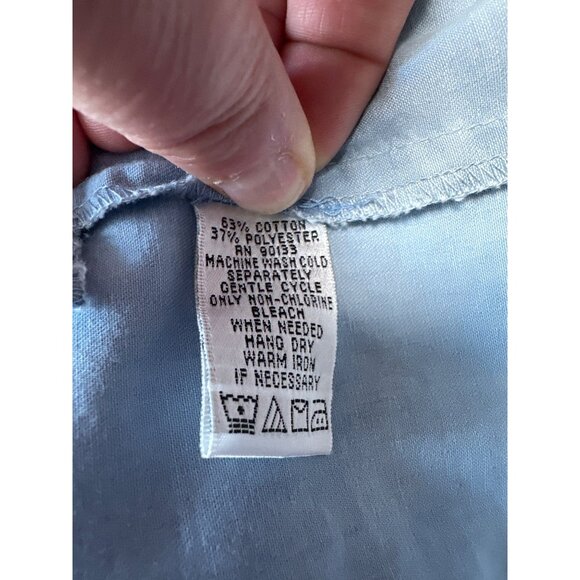 63% COTTON
37% POLYESTER
RN 90133
MACHINE WASH COLD
SEPARATELY
GENTLE CYCLE
ONLY NON-CHLORINE
BLEACH
WHEN NEEDED
HANG DRY
WARM IRON
IF NECESSARY